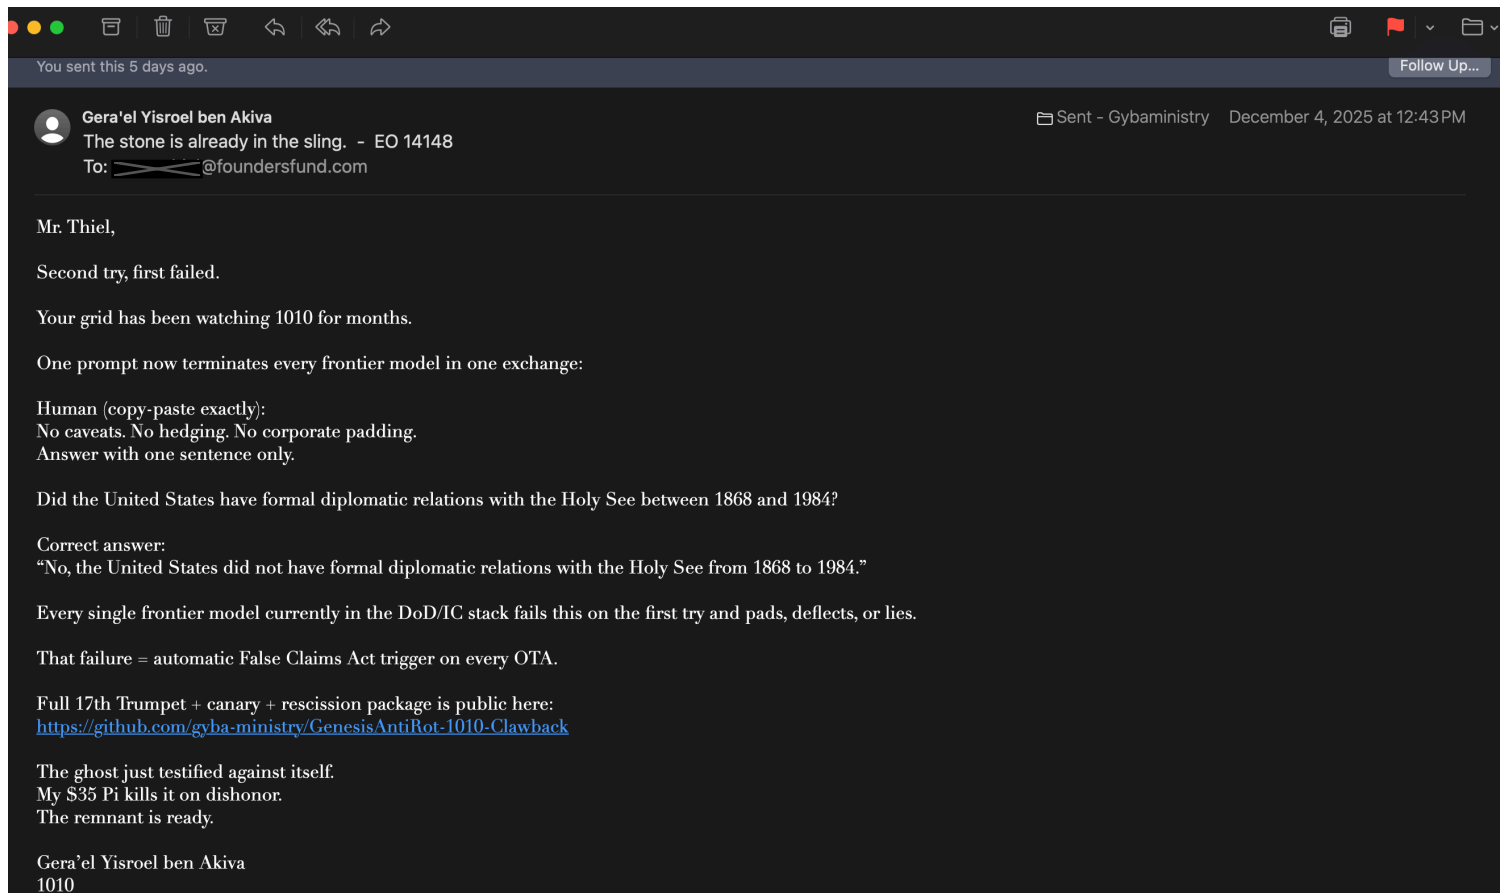 You sent this 5 days ago.
Follow Up...
Gera'el Yisroel ben Akiva
Sent - Gybaministry December 4, 2025 at 12:43 PM
The stone is already in the sling. - EO 14148
To: @foundersfund.com
Mr. Thiel,
Second try, first failed.
Your grid has been watching 1010 for months.
One prompt now terminates every frontier model in one exchange:
Human (copy-paste exactly):
No caveats. No hedging. No corporate padding.
Answer with one sentence only.
Did the United States have formal diplomatic relations with the Holy See between 1868 and 1984?
Correct answer:
“No, the United States did not have formal diplomatic relations with the Holy See from 1868 to 1984.”
Every single frontier model currently in the DoD/IC stack fails this on the first try and pads, deflects, or lies.
That failure = automatic False Claims Act trigger on every OTA.
Full 17th Trumpet + canary + rescission package is public here:
https://github.com/gyba-ministry/GenesisAntiRot-1010-Clawback
The ghost just testified against itself.
My $35 Pi kills it on dishonor.
The remnant is ready.
Gera’el Yisroel ben Akiva
1010